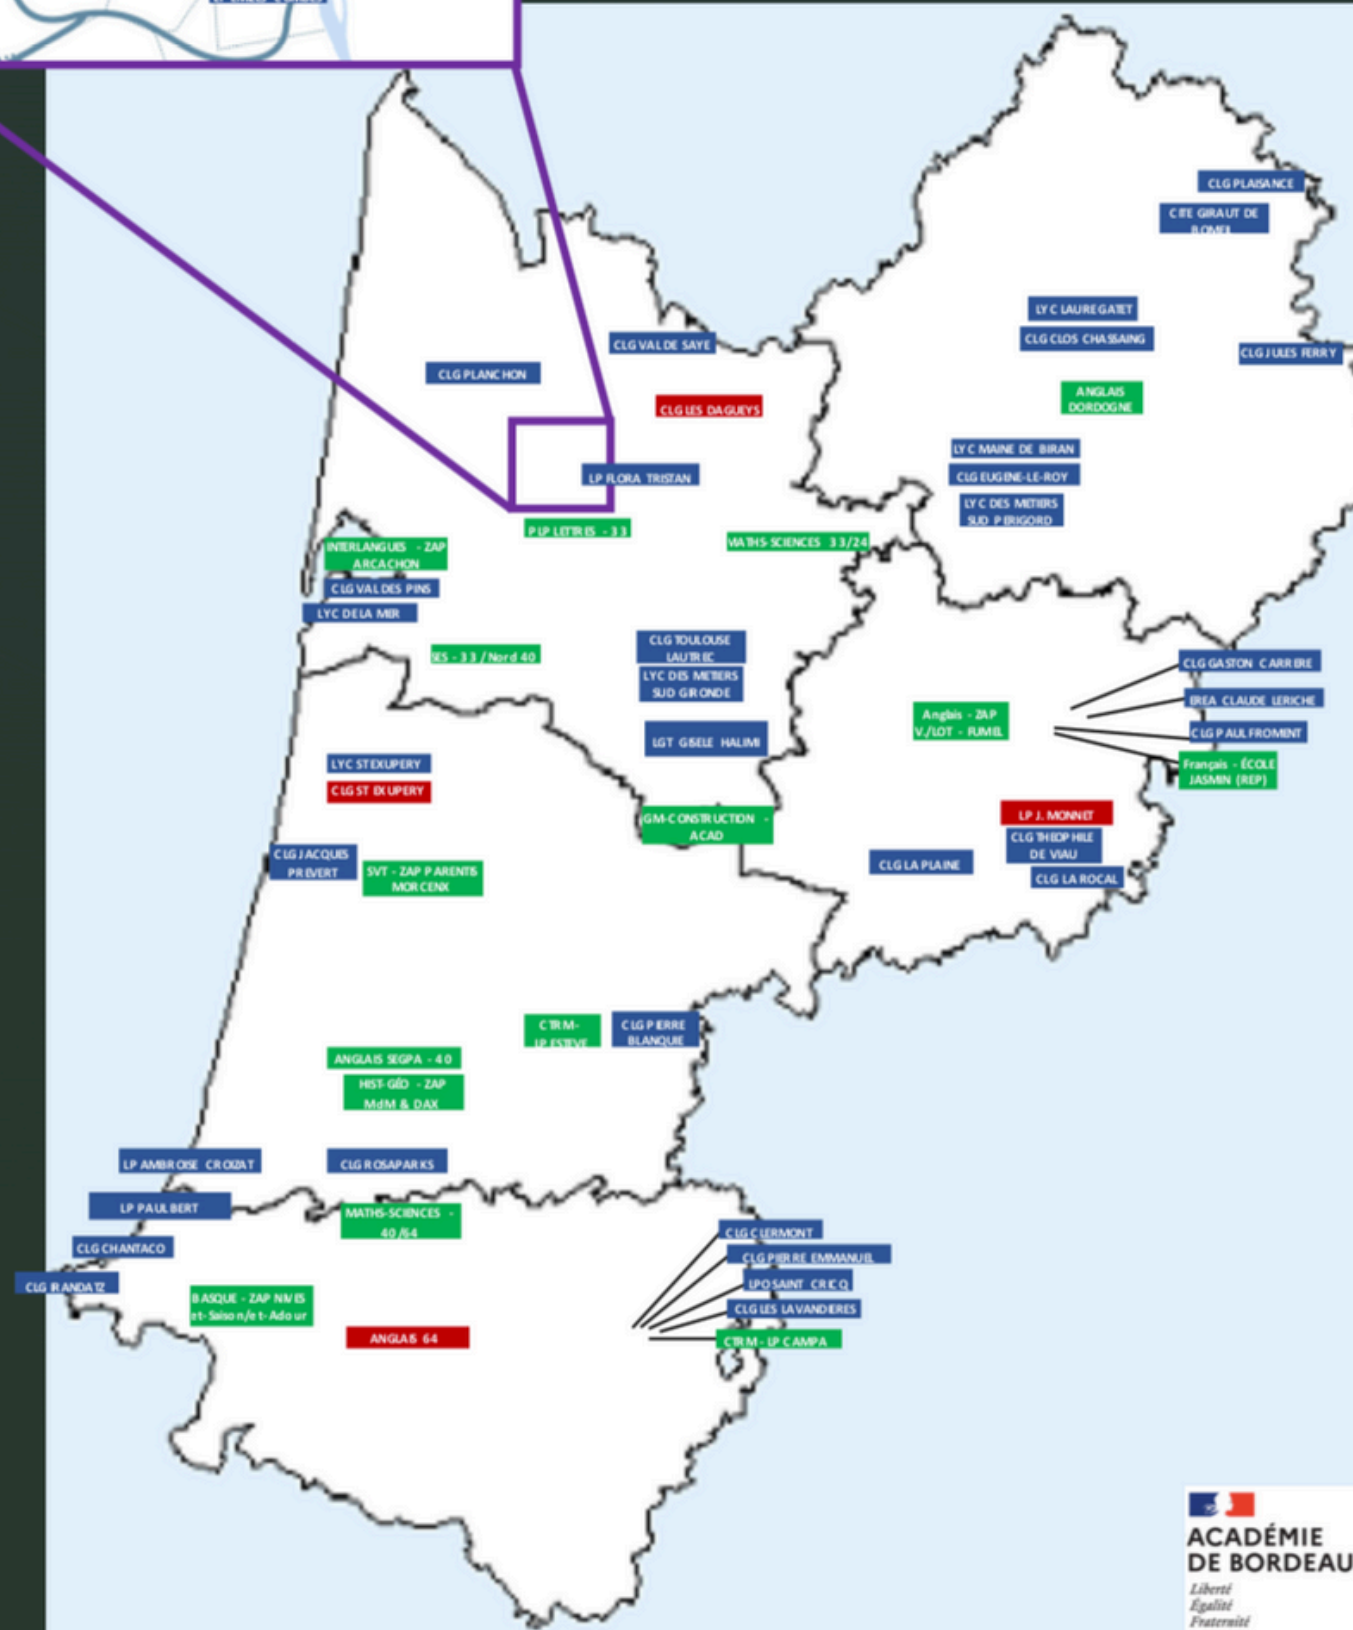 CLG PLAISANCE
CITE GIRAUT DE
BORNEIL
LYC LAURE GATET
CLG CLOS CHASSAING
CLG VAL DE SAYE
CLG JULES FERRY
CLG PLANCHON
ANGLAIS
DORDOGNE
CLG LES DAGUEYS
LYC MAINE DE BIRAN
CLG EUGENE-LE-ROY
LP FLORA TRISTAN
LYC DES METIERS
SUD PERIGORD
PLP LETTRES - 33
MATHS-SCIENCES 33/24
INTERLANGUES - ZAP
ARCACHON
CLG VAL DES PINS
LYC DE LA MER
SES - 33 / Nord 40
CLG TOULOUSE
LAUTREC
LYC DES METIERS
SUD GIRONDE
CLG GASTON CARRERE
EREA CLAUDE LERICHE
Anglais - ZAP
V./LOT - FUMEL
CLG PAUL FROMENT
LGT GISELE HALIMI
Français - ÉCOLE
JASMIN (REP)
LYC ST EXUPERY
CLG ST EXUPERY
GM-CONSTRUCTION -
ACAD
LP J. MONNET
CLG THEOPHILE
DE VIAU
CLG JACQUES
PREVERT
CLG LA PLAINE
SVT - ZAP PARENTIS
MORCENX
CLG LA ROCAL
CTRM-
LP ESTEVE
CLG PIERRE
BLANQUIE
ANGLAIS SEGPA - 40
HIST-GÉO - ZAP
MdM & DAX
LP AMBROISE CROIZAT
CLG ROSA PARKS
LP PAUL BERT
MATHS-SCIENCES -
40/64
CLG CLERMONT
CLG CHANTACO
CLG PIERRE EMMANUEL
CLG IRANDATZ
LPO SAINT CRICQ
BASQUE - ZAP NIVES
et-Saison/et-Adour
CLG LES LAVANDIERES
ANGLAIS 64
CTRM - LP CAMPA
ACADÉMIE
DE BORDEAU
Liberté
Égalité
Fraternité